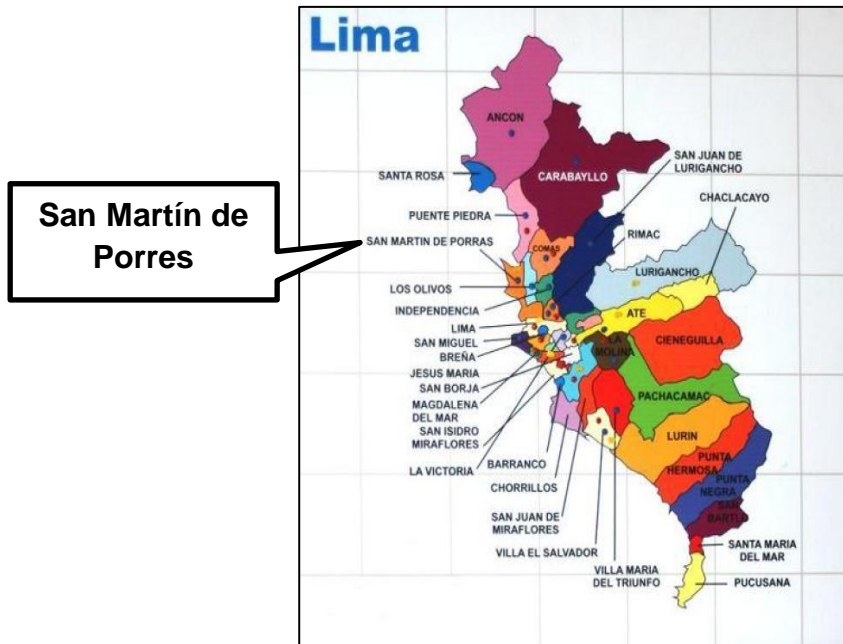 Lima
San Martín de
Porres
ANCON
CARABAYLLO
SAN JUAN DE
LURIGANCHO
SANTA ROSA
CHACLACAYO
PUENTE PIEDRA
RIMAC
SAN MARTIN DE PORRAS
COMAS
LURIGANCHO
LOS OLIVOS
INDEPENDENCIA
ATE
LIMA
SAN MIGUEL
CIENEGUILLA
BREÑA
LA
MOLINA
JESUS MARIA
SAN BORJA
PACHACAMAC
MAGDALENA
DEL MAR
SAN ISIDRO
MIRAFLORES
LURIN
LA VICTORIA
BARRANCO
PUNTA
HERMOSA
CHORRILLOS
PUNTA
NEGRA
SAN
BARTLO
SAN JUAN DE
MIRAFLORES
VILLA EL SALVADOR
SANTA MARIA
DEL MAR
VILLA MARIA
DEL TRIUNFO
PUCUSANA